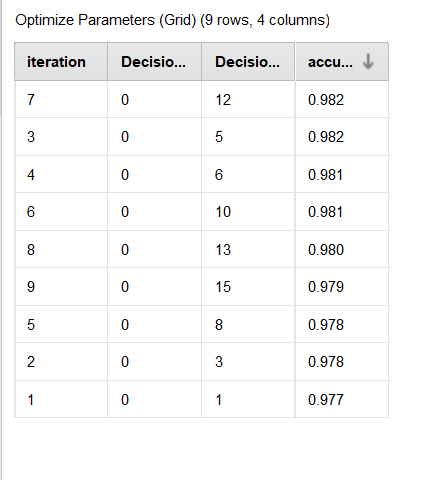 Optimize Parameters (Grid) (9 rows, 4 columns)
iteration Decisio... Decisio... accu...
7 0 12 0.982
3 0 5 0.982
4 0 6 0.981
6 0 10 0.981
8 0 13 0.980
9 0 15 0.979
5 0 8 0.978
2 0 3 0.978
1 0 1 0.977